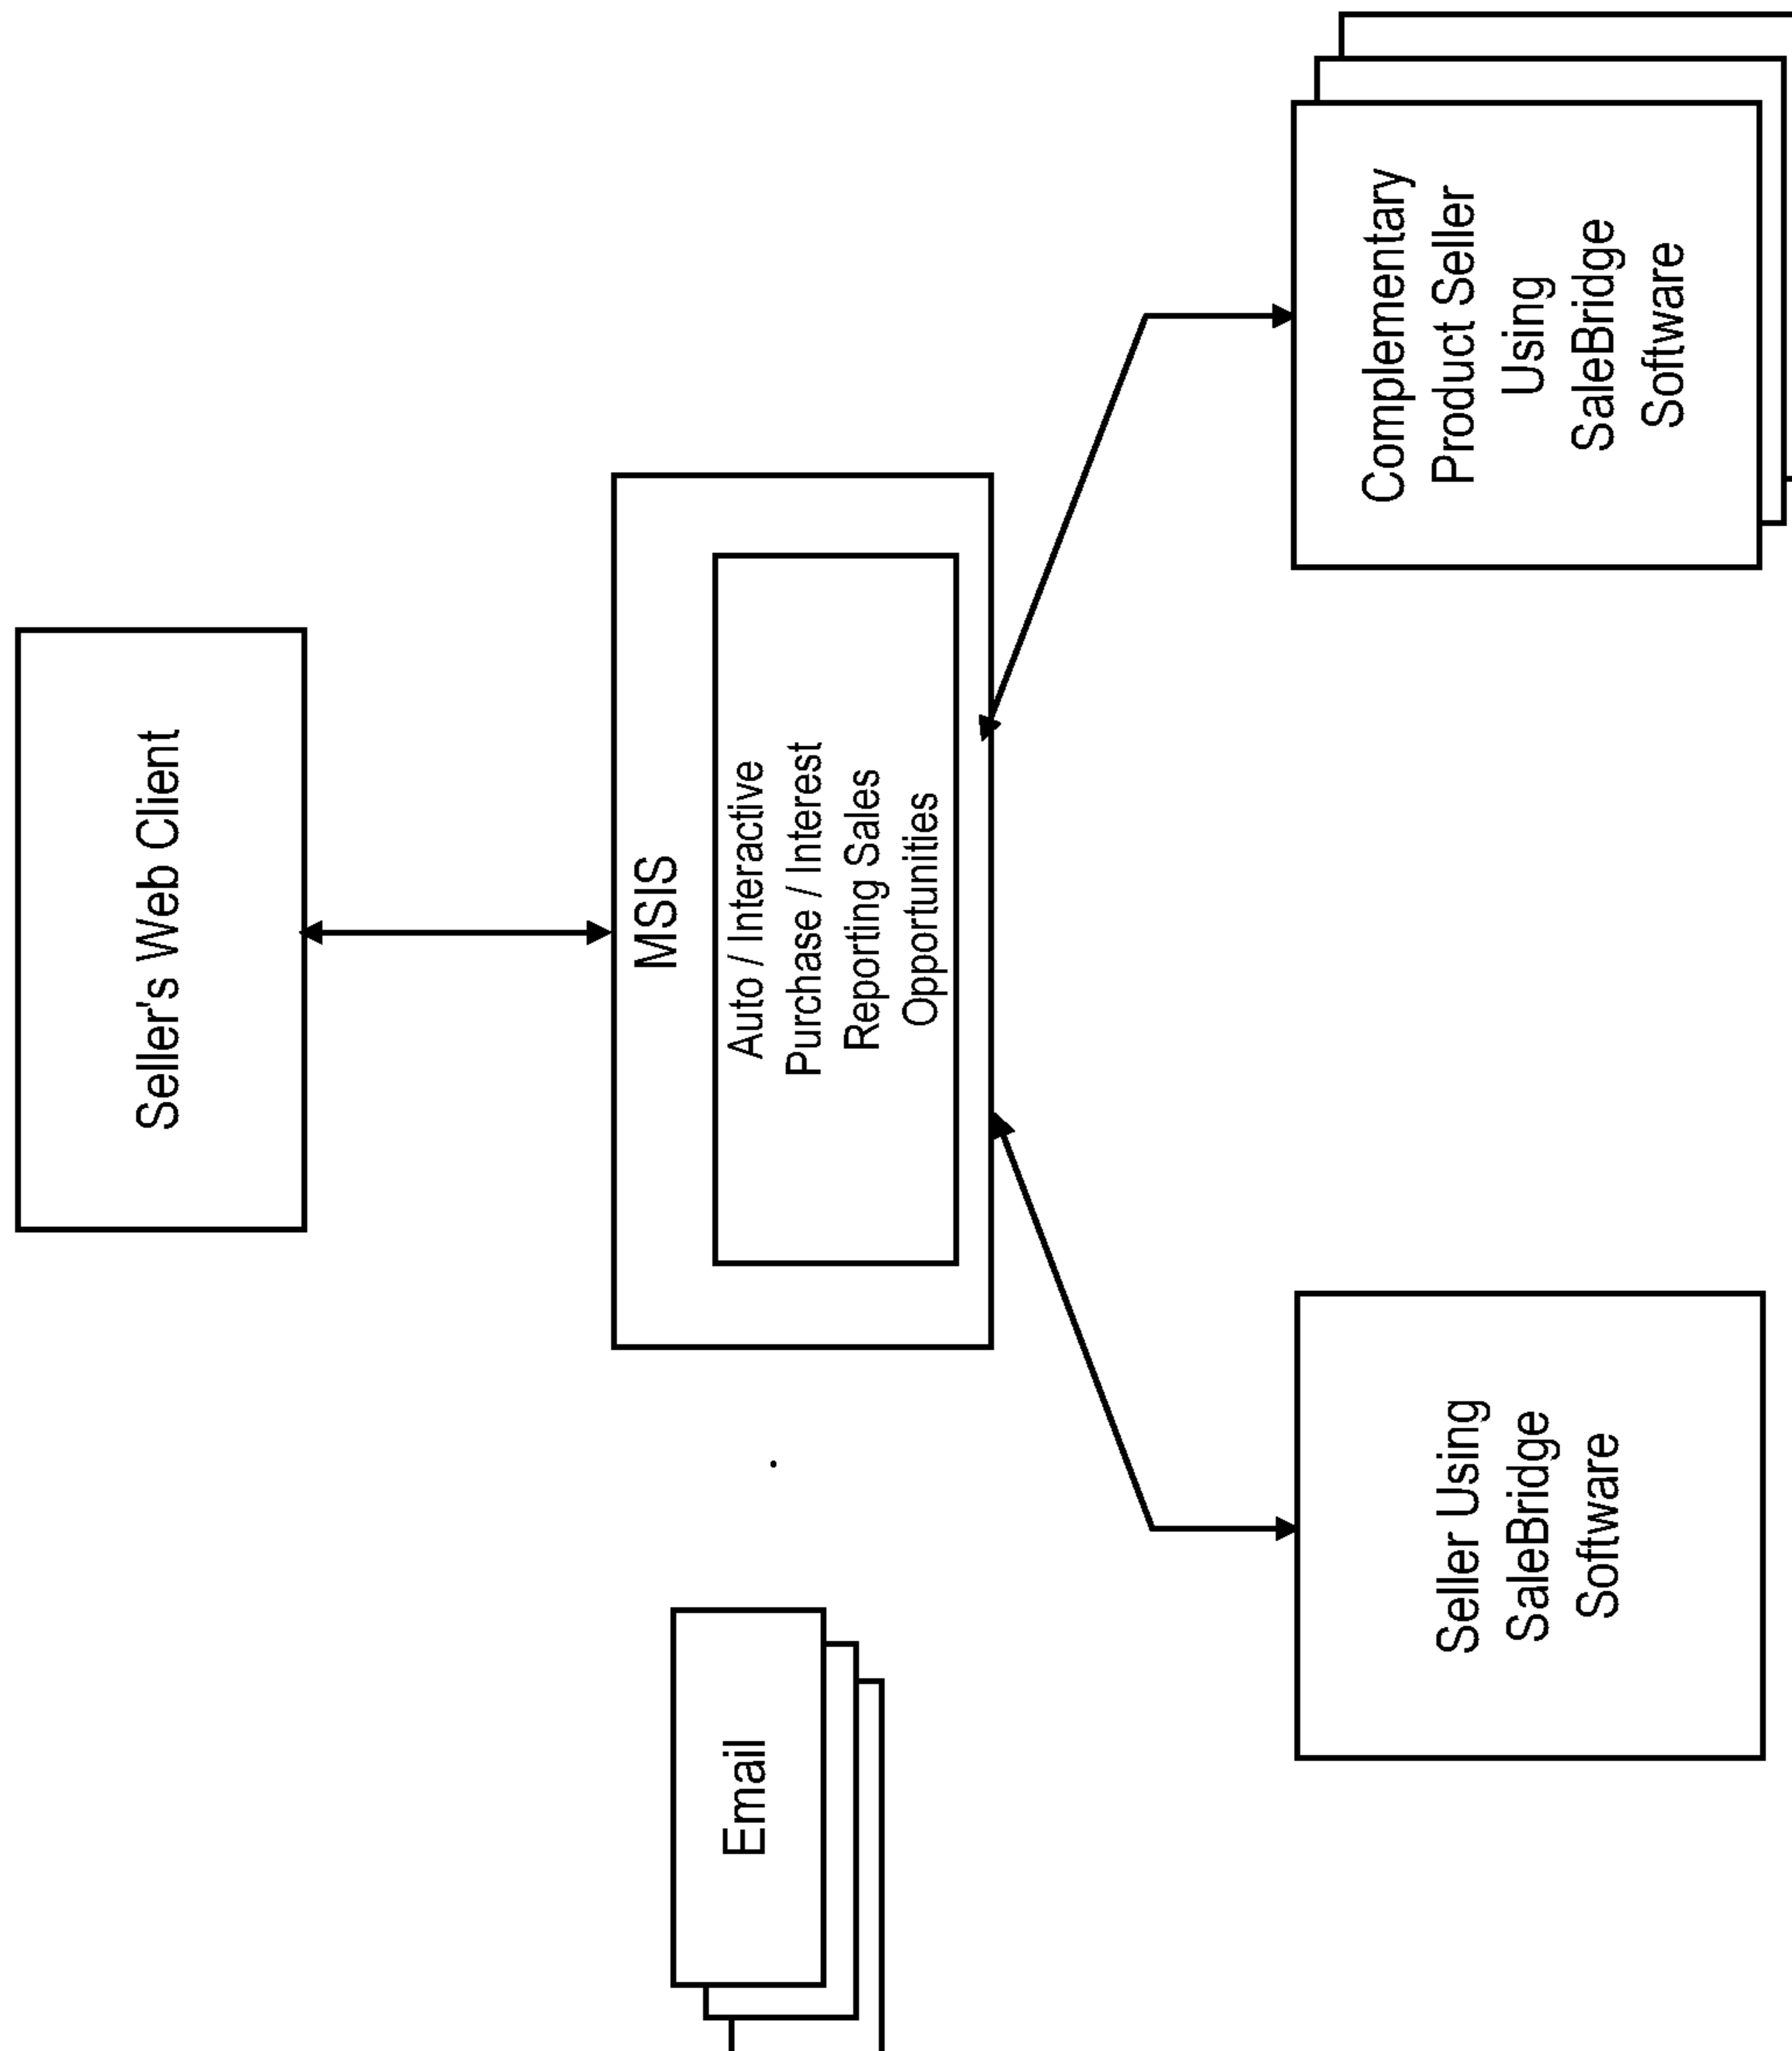 Seller's Web Client
MSIS
Auto / Interactive
Purchase / Interest
Reporting Sales
Opportunities
Email
Seller Using
SaleBridge
Software
Complementary
Product Seller
Using
SaleBridge
Software